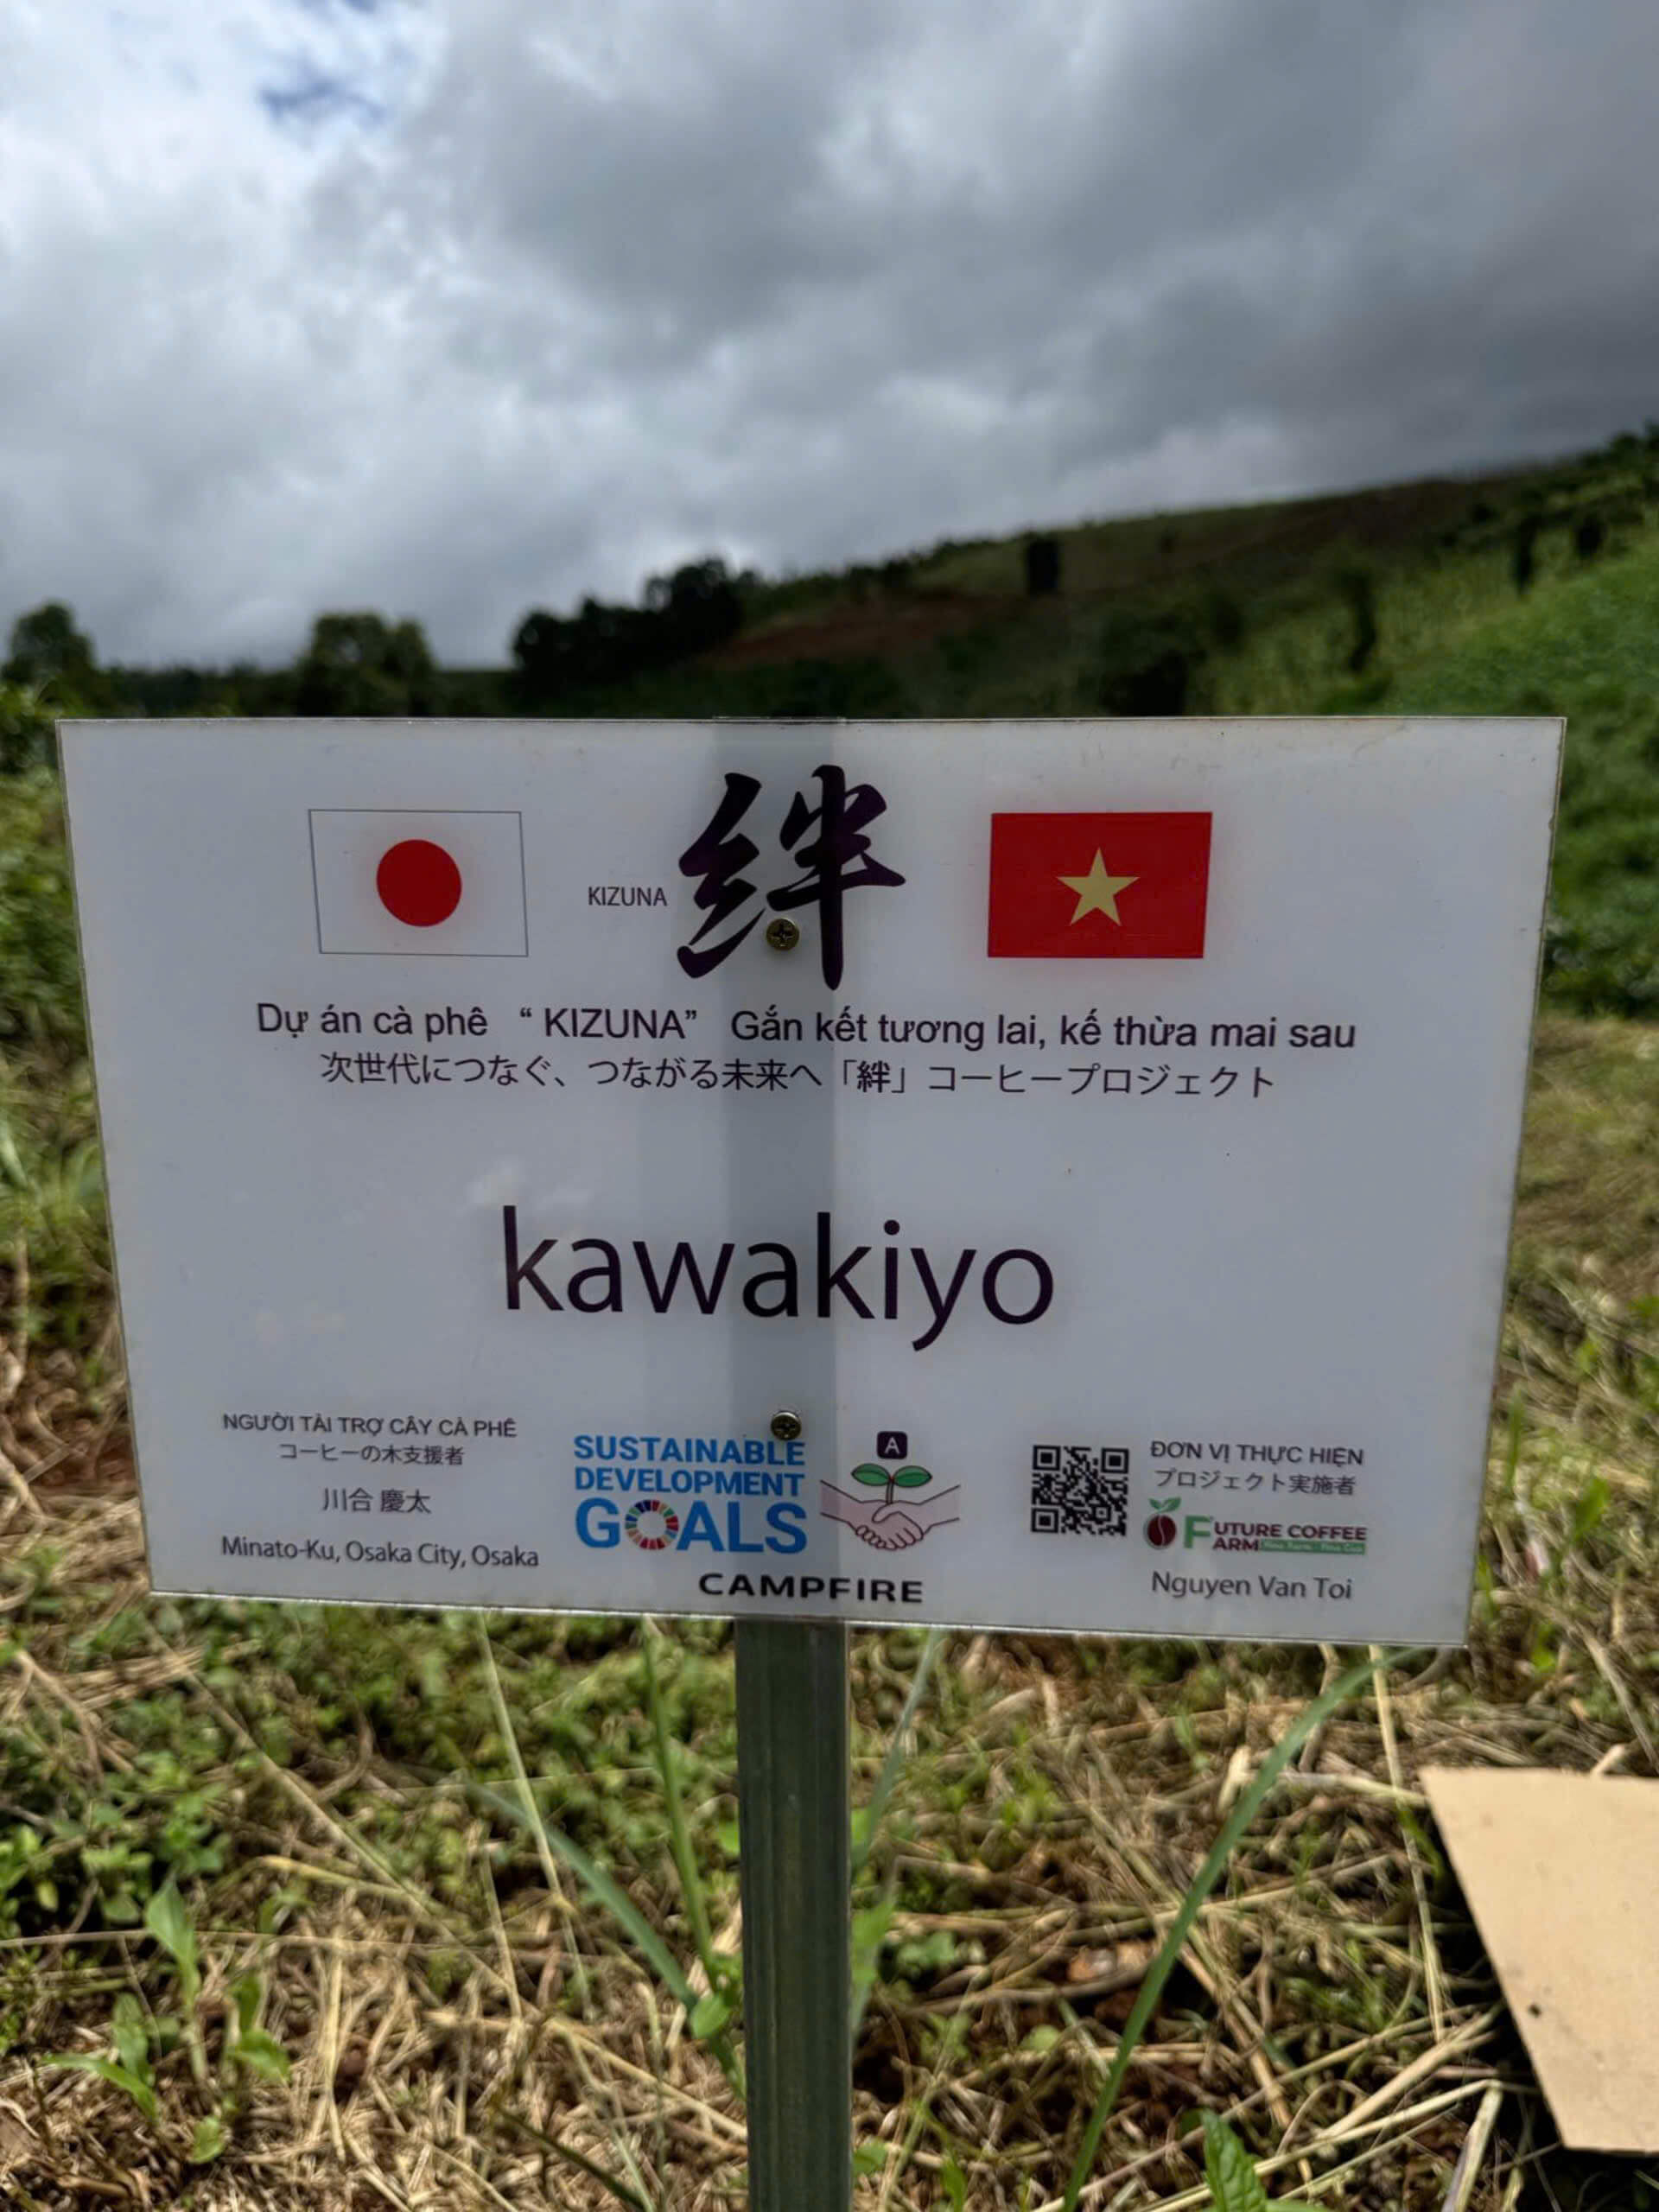 KIZUNA 絆
Dự án cà phê “ KIZUNA” Gắn kết tương lai, kế thừa mai sau
次世代につなぐ、つながる未来へ「絆」コーヒープロジェクト
kawakiyo
NGƯỜI TÀI TRỢ CÂY CÀ PHÊ
コーヒーの木支援者
川合 慶太
Minato-Ku, Osaka City, Osaka
SUSTAINABLE
DEVELOPMENT
GOALS
A
CAMPFIRE
ĐƠN VỊ THỰC HIỆN
プロジェクト実施者
FUTURE COFFEE
FARM
Nguyen Van Toi